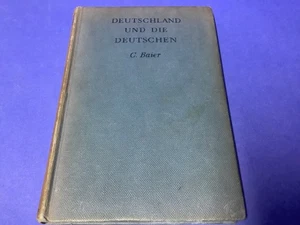 DEUTSCHLAND
UND DIE
DEUTSCHEN
C. Bauer